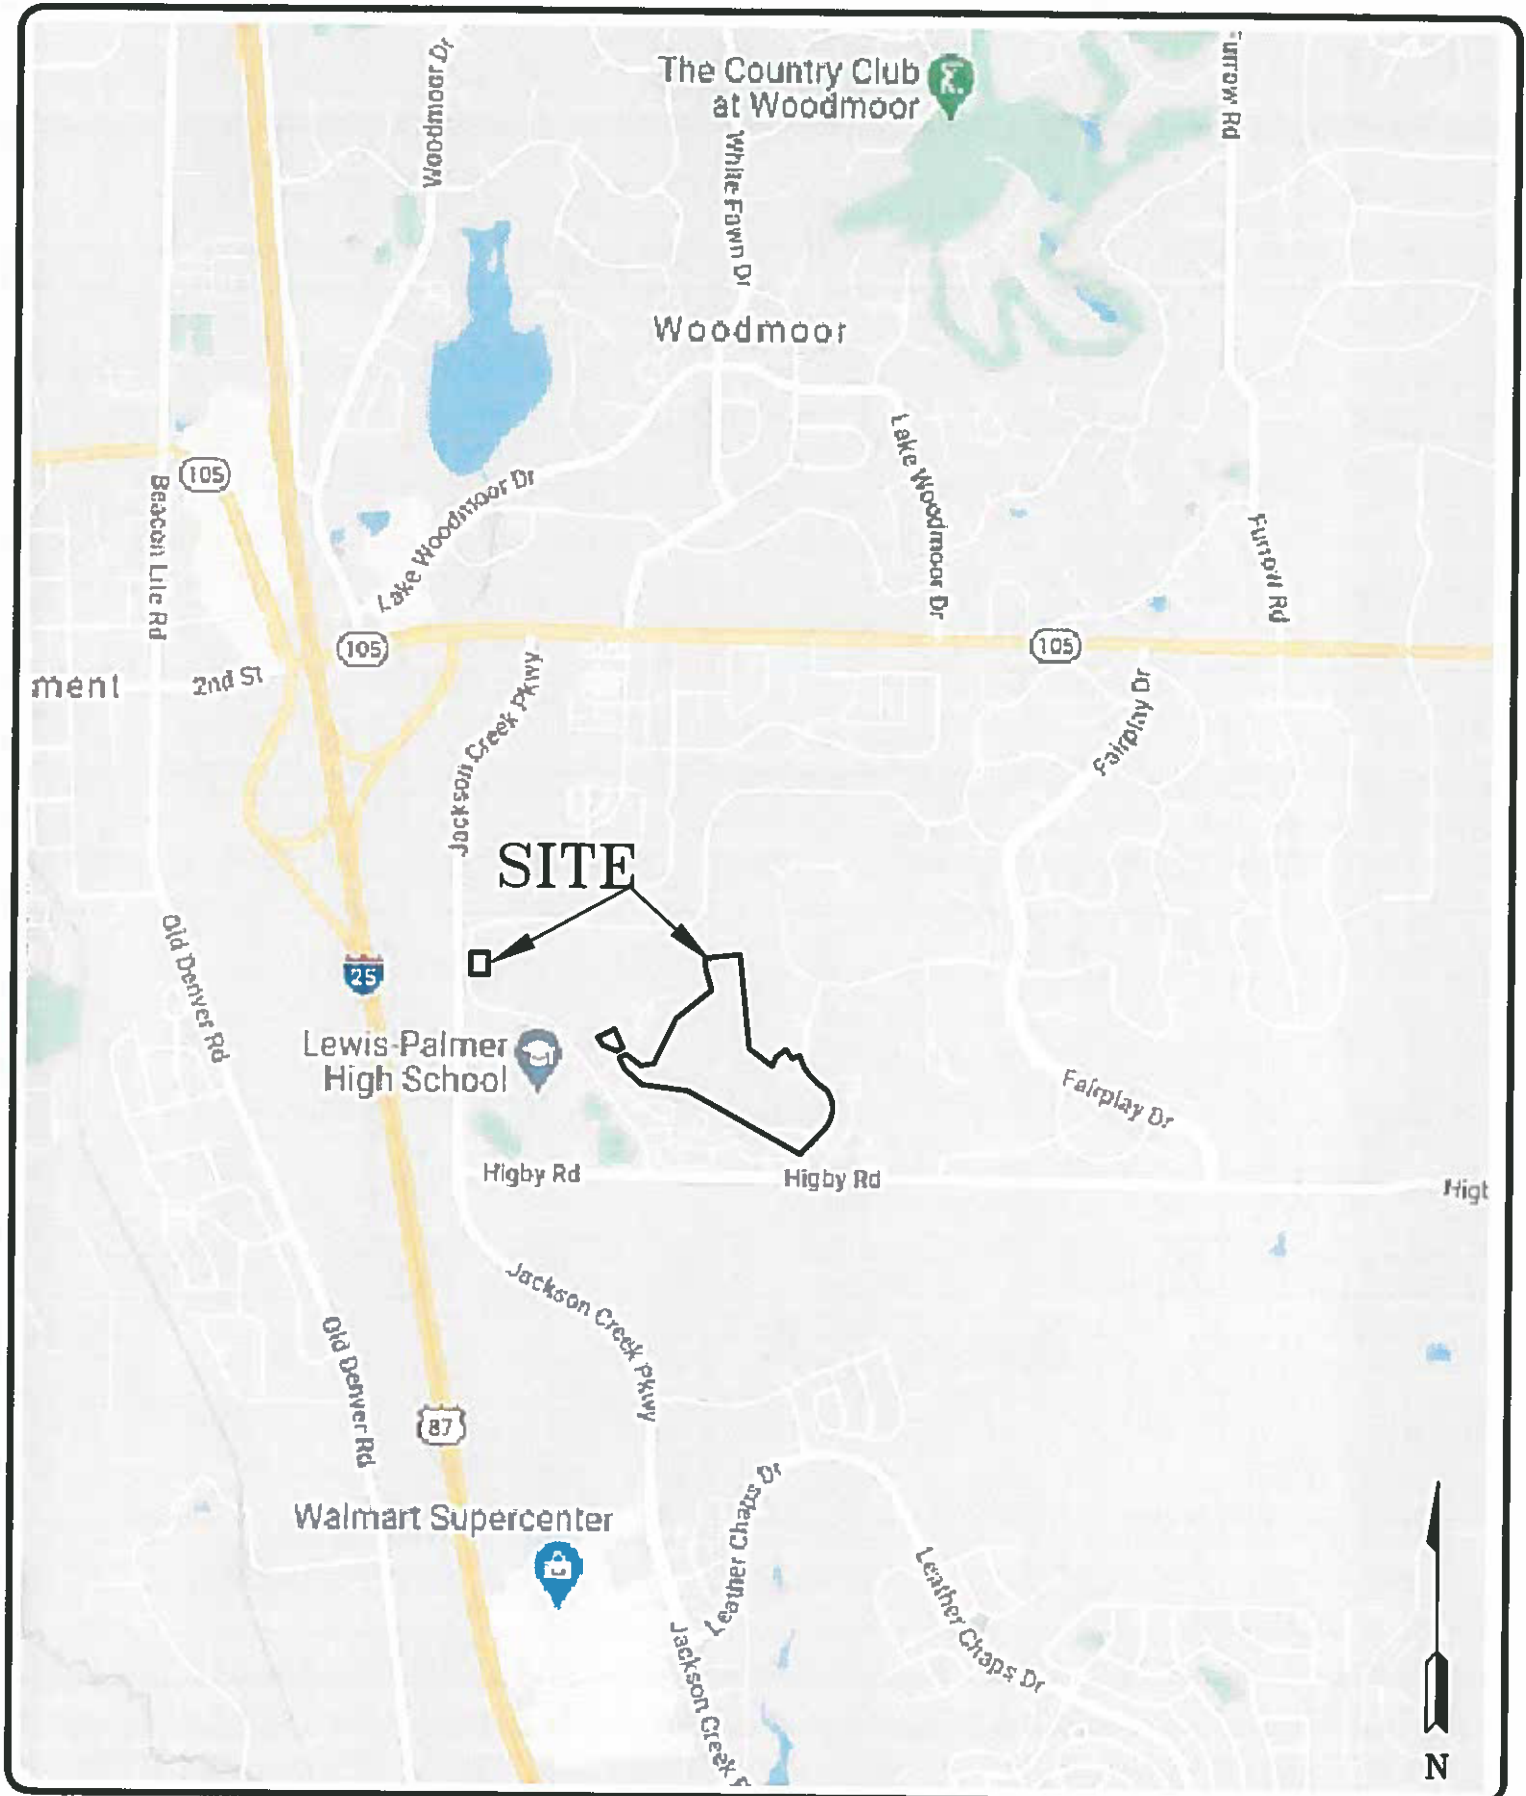 Woodmoor Dr
The Country Club
at Woodmoor
urrow Rd
White Fawn Dr
Woodmoor
105
Beacon Lite Rd
Lake Woodmoor Dr
Lake Woodmoor Dr
Furrow Rd
105
105
ment
2nd St
Jackson Creek Pkwy
Fairplay Dr
SITE
Old Denver Rd
25
Lewis-Palmer
High School
Fairplay Dr
Higby Rd
Higby Rd
Higb
Jackson Creek Pkwy
Old Denver Rd
87
Walmart Supercenter
Leather Chaps Dr
Leather Chaps Dr
Jackson Creek P
N